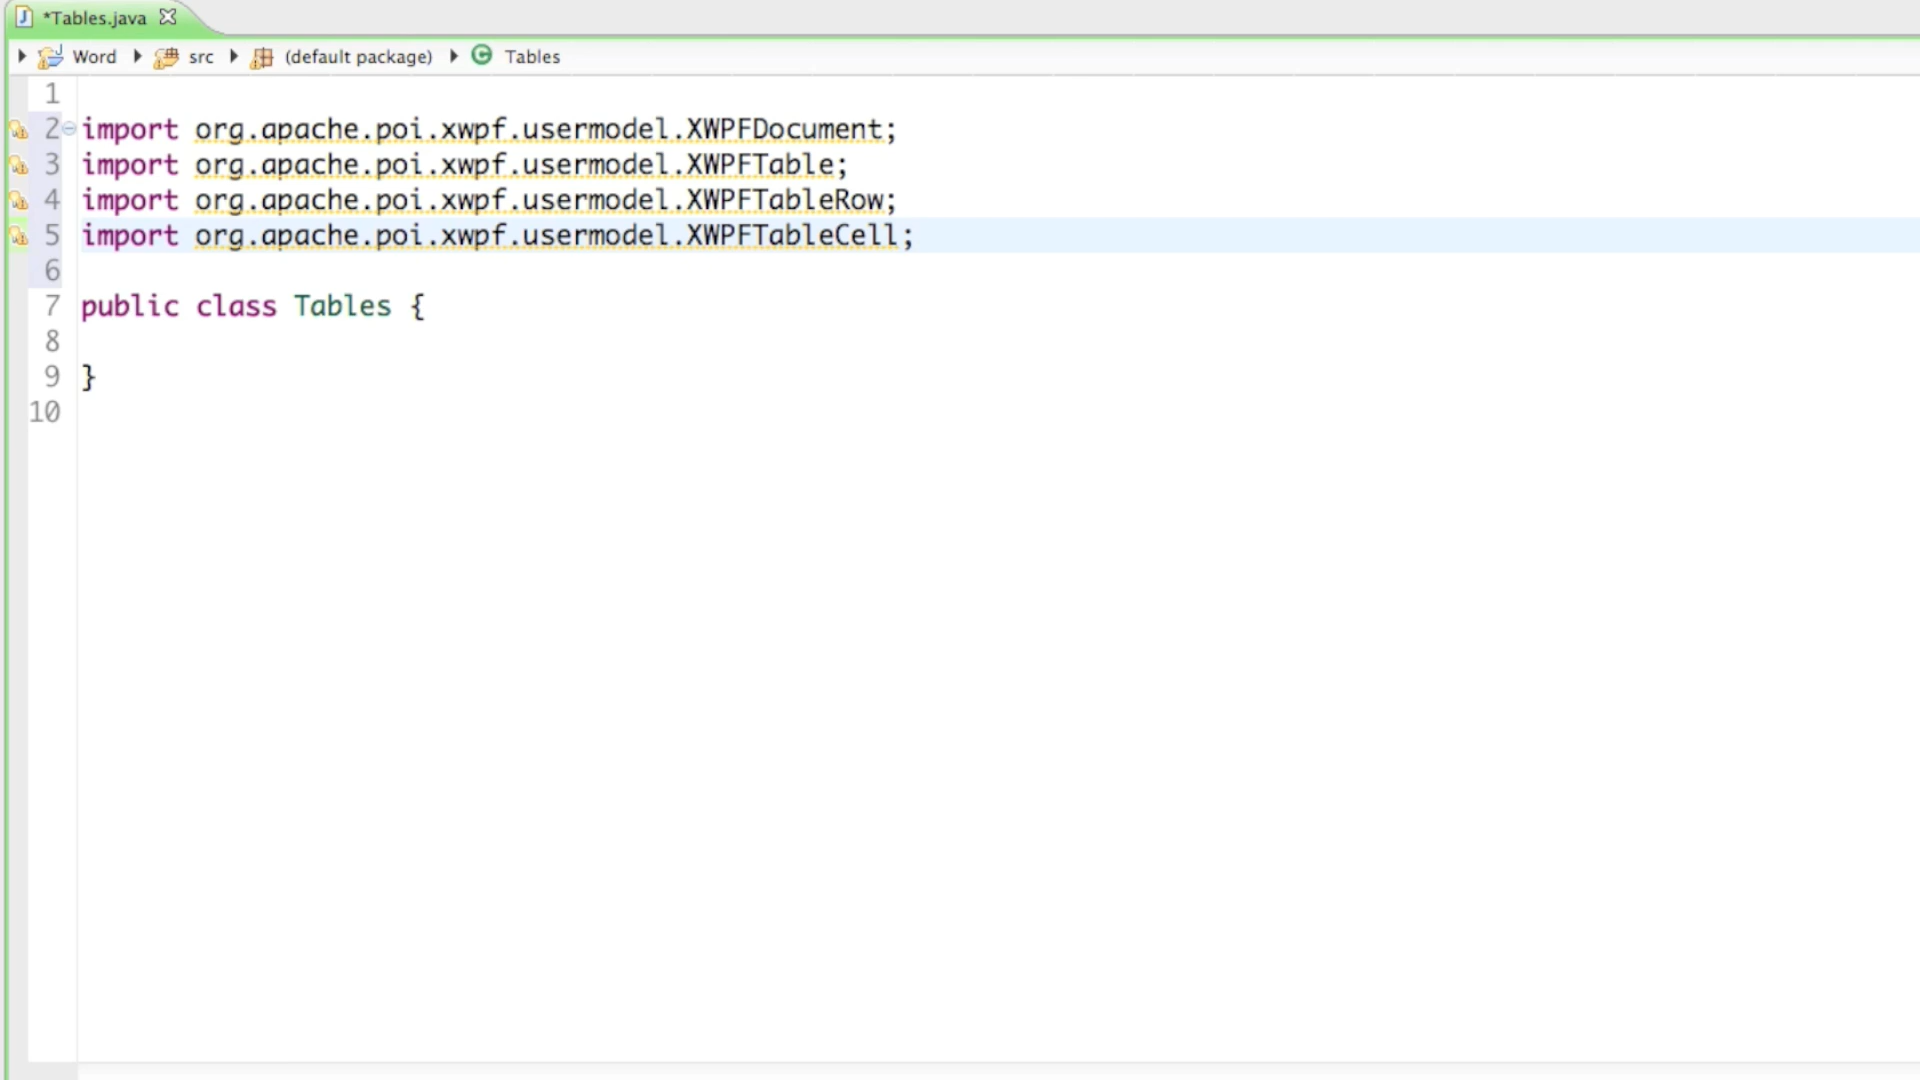 *Tables.java
Word src (default package) Tables
1
2 import org.apache.poi.xwpf.usermodel.XWPFDocument;
3 import org.apache.poi.xwpf.usermodel.XWPFTable;
4 import org.apache.poi.xwpf.usermodel.XWPFTableRow;
5 import org.apache.poi.xwpf.usermodel.XWPFTableCell;
6
7 public class Tables {
8
9 }
10